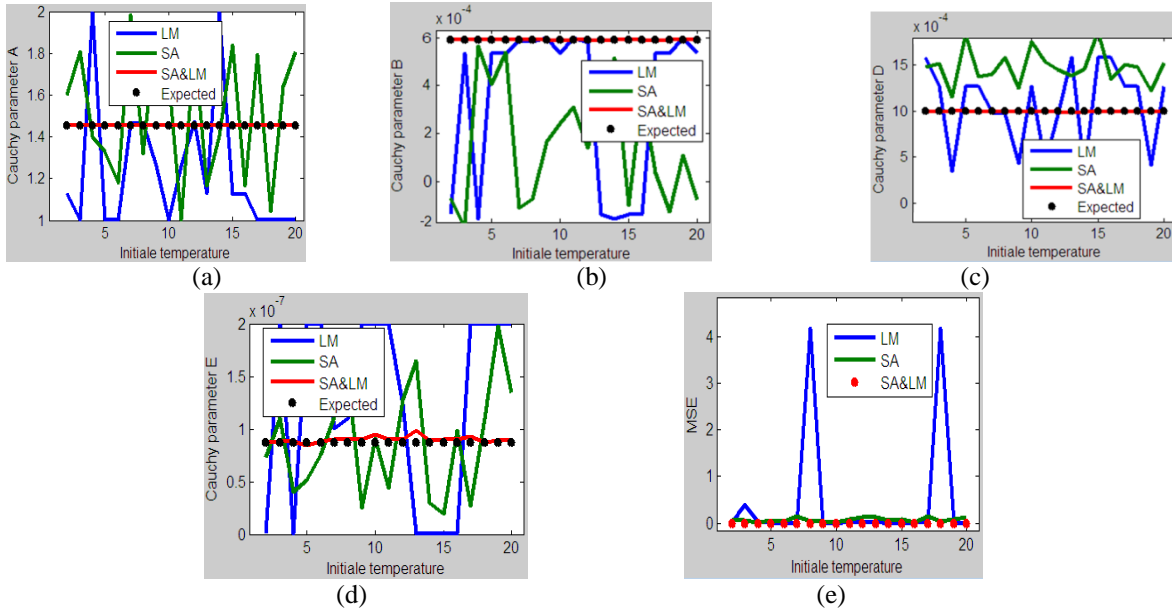 2
1.8
1.6
1.4
1.2
1
5
10
15
20
Cauchy parameter A
Initiale temperature
LM
SA
SA&LM
Expected
(a)
x 10^-4
6
4
2
0
-2
5
10
15
20
Cauchy parameter B
Initiale temperature
LM
SA
SA&LM
Expected
(b)
x 10^-4
15
10
5
0
5
10
15
20
Cauchy parameter D
Initiale temperature
LM
SA
SA&LM
Expected
(c)
x 10^-7
2
1.5
1
0.5
0
5
10
15
20
Cauchy parameter E
Initiale temperature
LM
SA
SA&LM
Expected
(d)
4
3
2
1
0
5
10
15
20
MSE
Initiale temperature
LM
SA
SA&LM
(e)